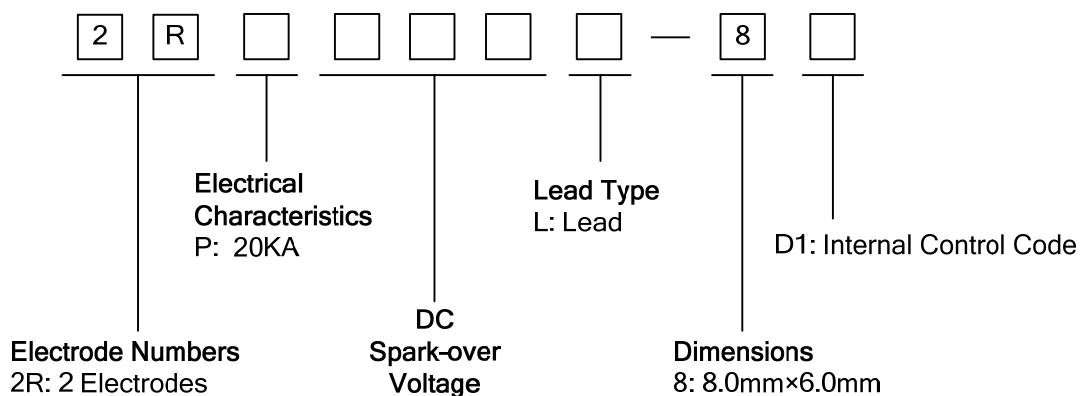 2 R — 8
Electrical
Characteristics
P: 20KA
Lead Type
L: Lead
D1: Internal Control Code
Electrode Numbers
2R: 2 Electrodes
DC
Spark-over
Voltage
Dimensions
8: 8.0mm×6.0mm